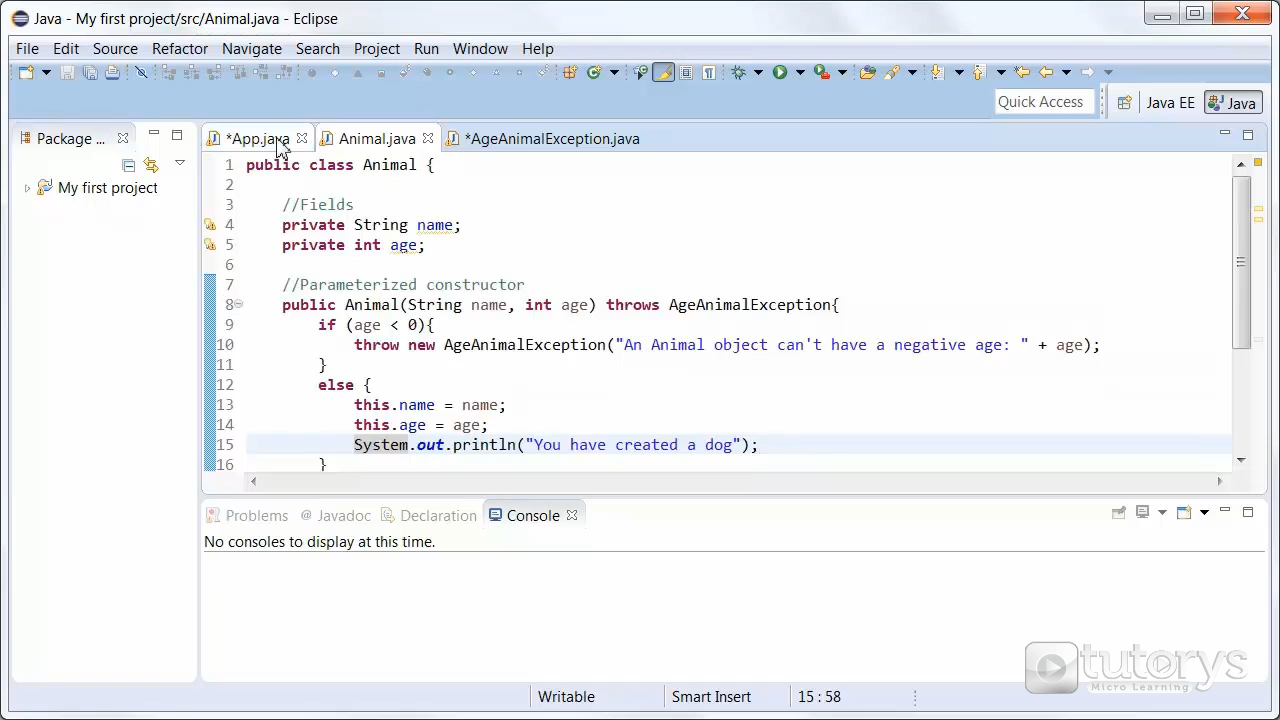 Java - My first project/src/Animal.java - Eclipse
File Edit Source Refactor Navigate Search Project Run Window Help
Quick Access Java EE Java
Package ... *App.java Animal.java *AgeAnimalException.java
My first project
1 public class Animal {
2
3 //Fields
4 private String name;
5 private int age;
6
7 //Parameterized constructor
8 public Animal(String name, int age) throws AgeAnimalException{
9 if (age < 0){
10 throw new AgeAnimalException("An Animal object can't have a negative age: " + age);
11 }
12 else {
13 this.name = name;
14 this.age = age;
15 System.out.println("You have created a dog");
16 }
Problems @ Javadoc Declaration Console
No consoles to display at this time.
tutorys
Micro Learning
Writable Smart Insert 15 : 58